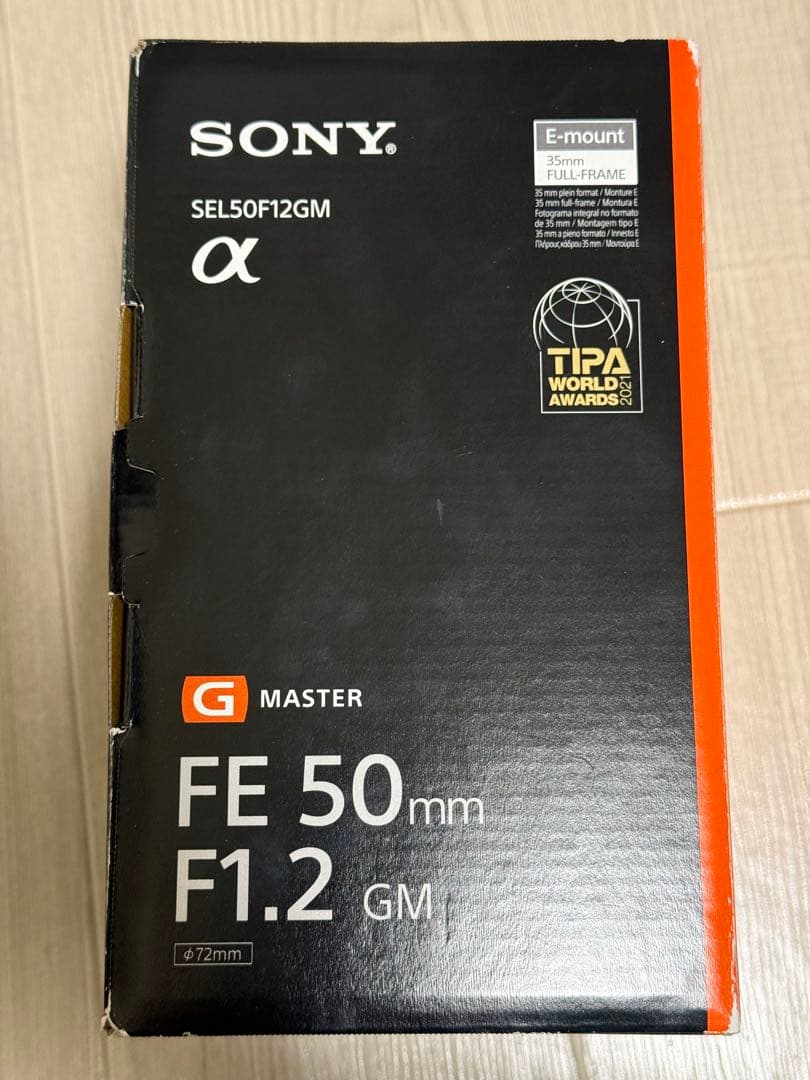 SONY®
SEL50F12GM
α
E-mount
35mm
FULL-FRAME
35 mm plein format / Monture E
35 mm full-frame / Montura E
Fotograma integral no formato
de 35 mm / Montagem tipo E
35 mm a pieno formato / Innesto E
Πλήρους κάδρου 35 mm / Μοντούρα E
TIPA
WORLD
AWARDS 2021
G MASTER
FE 50mm
F1.2 GM
ϕ72mm